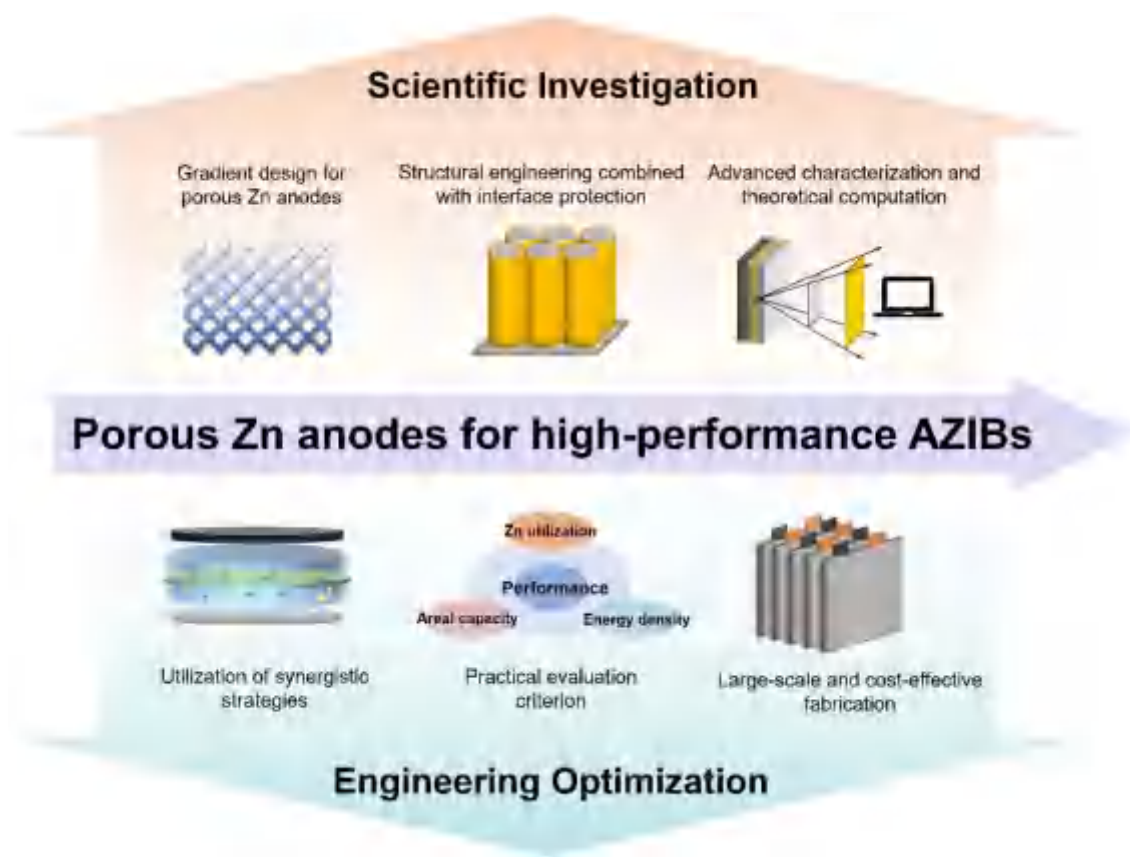 Scientific Investigation
Gradient design for
porous Zn anodes
Structural engineering combined
with interface protection
Advanced characterization and
theoretical computation
Porous Zn anodes for high-performance AZIBs
Zn utilization
Performance
Areal capacity
Energy density
Utilization of synergistic
strategies
Practical evaluation
criterion
Large-scale and cost-effective
fabrication
Engineering Optimization